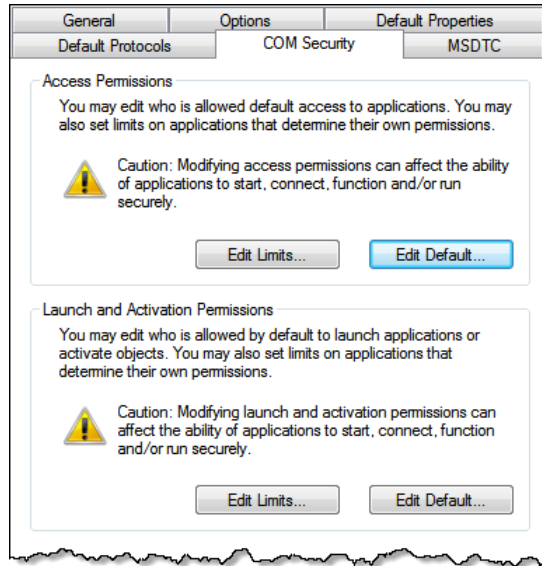 General Options Default Properties
Default Protocols COM Security MSDTC
Access Permissions
You may edit who is allowed default access to applications. You may
also set limits on applications that determine their own permissions.
Caution: Modifying access permissions can affect the ability
of applications to start, connect, function and/or run
securely.
Edit Limits... Edit Default...
Launch and Activation Permissions
You may edit who is allowed by default to launch applications or
activate objects. You may also set limits on applications that
determine their own permissions.
Caution: Modifying launch and activation permissions can
affect the ability of applications to start, connect, function
and/or run securely.
Edit Limits... Edit Default...